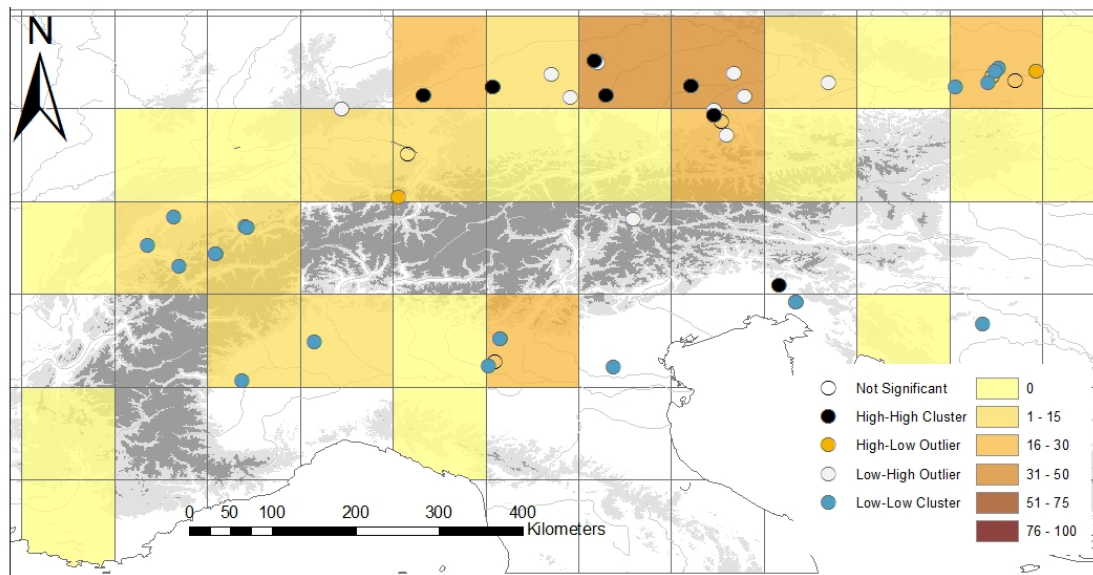 N
Not Significant 0
High-High Cluster 1 - 15
High-Low Outlier 16 - 30
Low-High Outlier 31 - 50
Low-Low Cluster 51 - 75
76 - 100
0 50 100 200 300 400
Kilometers